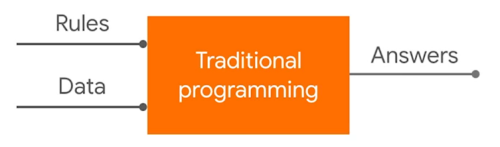 Rules
Data
Traditional
programming
Answers